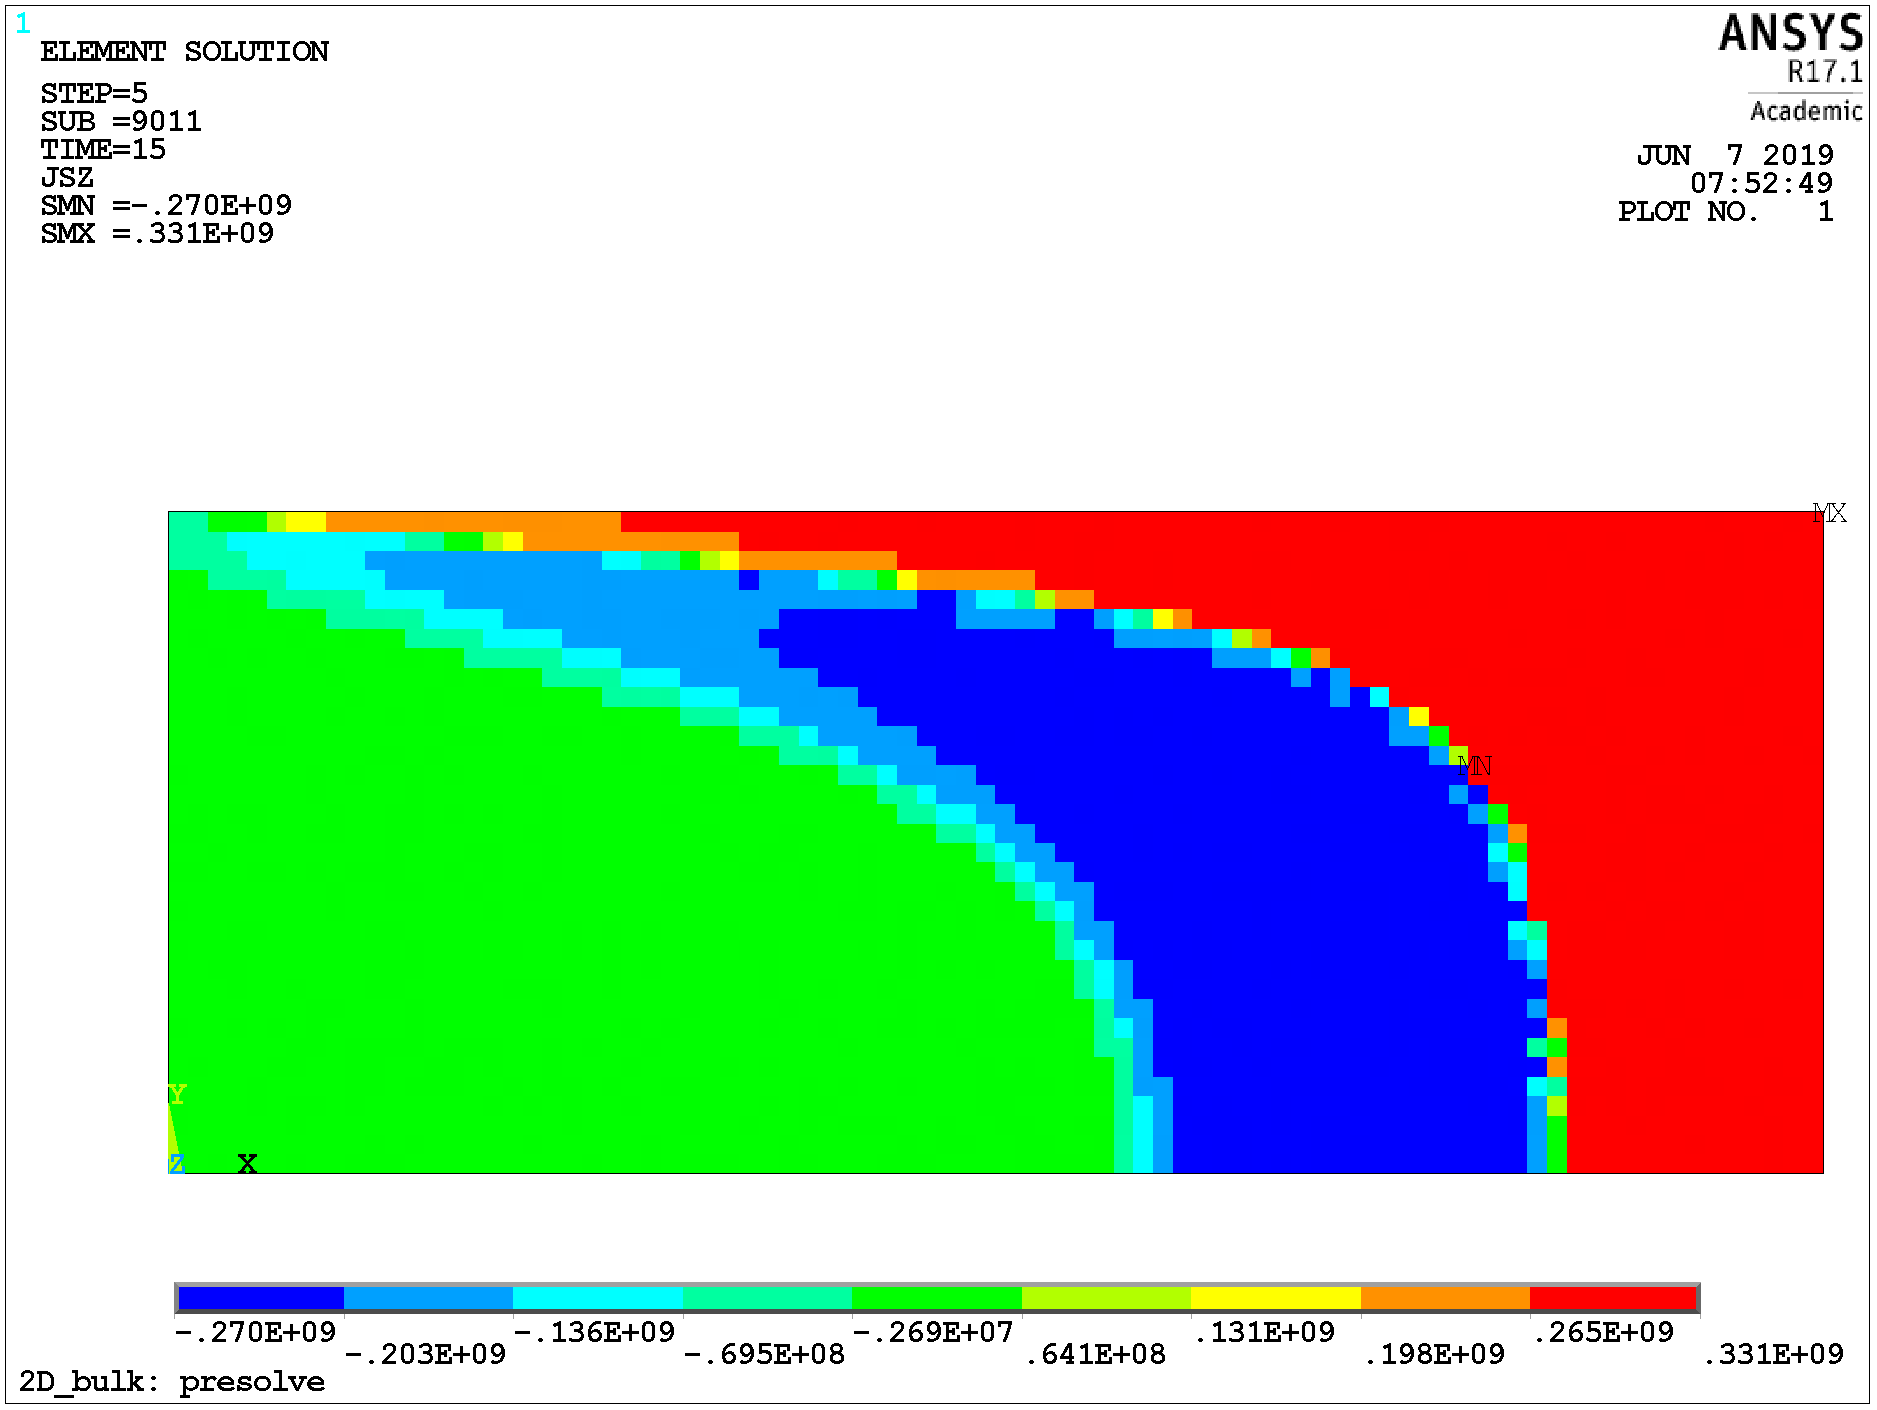 1
ELEMENT SOLUTION
STEP=5
SUB =9011
TIME=15
JSZ
SMN =-.270E+09
SMX =.331E+09
ANSYS
R17.1
Academic
JUN 7 2019
07:52:49
PLOT NO. 1
MX
MN
Y
Z X
-.270E+09 -.136E+09 -.269E+07 .131E+09 .265E+09
-.203E+09 -.695E+08 .641E+08 .198E+09 .331E+09
2D_bulk: presolve